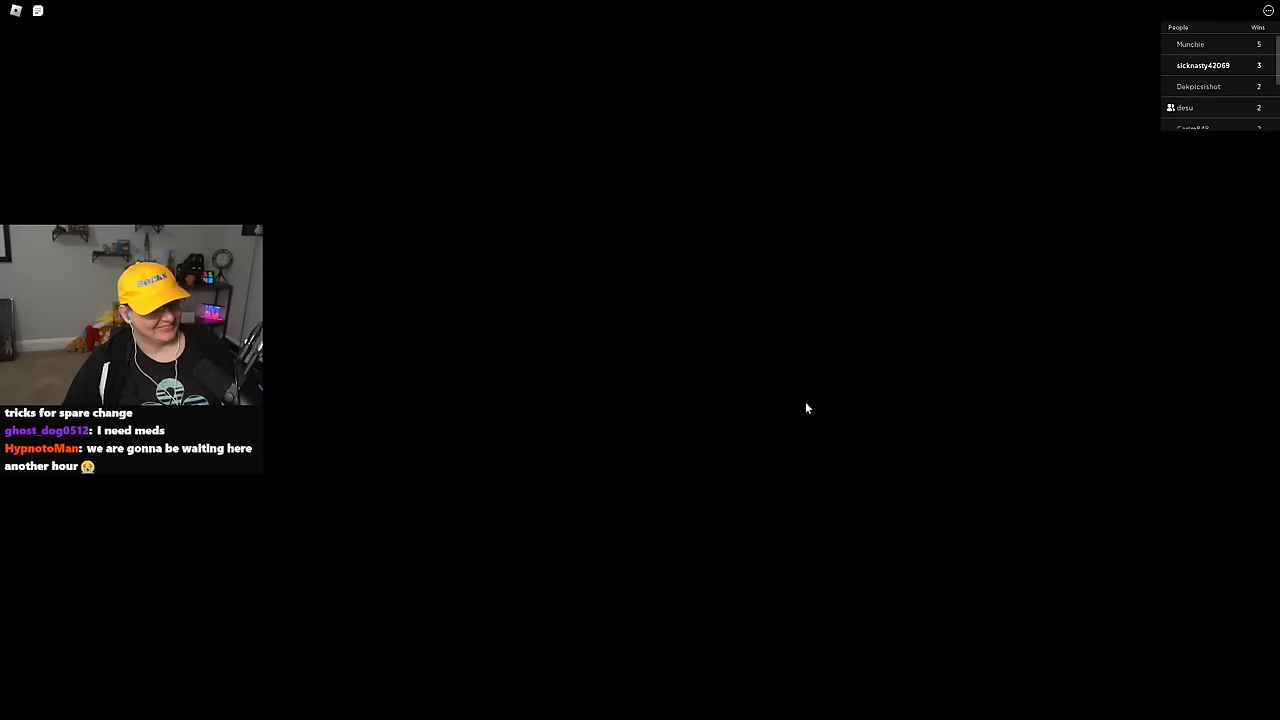 People Wins
Munchie 5
sicknasty42069 3
Dekpicsishot 2
desu 2
SOCKS
tricks for spare change
ghost_dog0512: I need meds
HypnotoMan: we are gonna be waiting here
another hour 😭